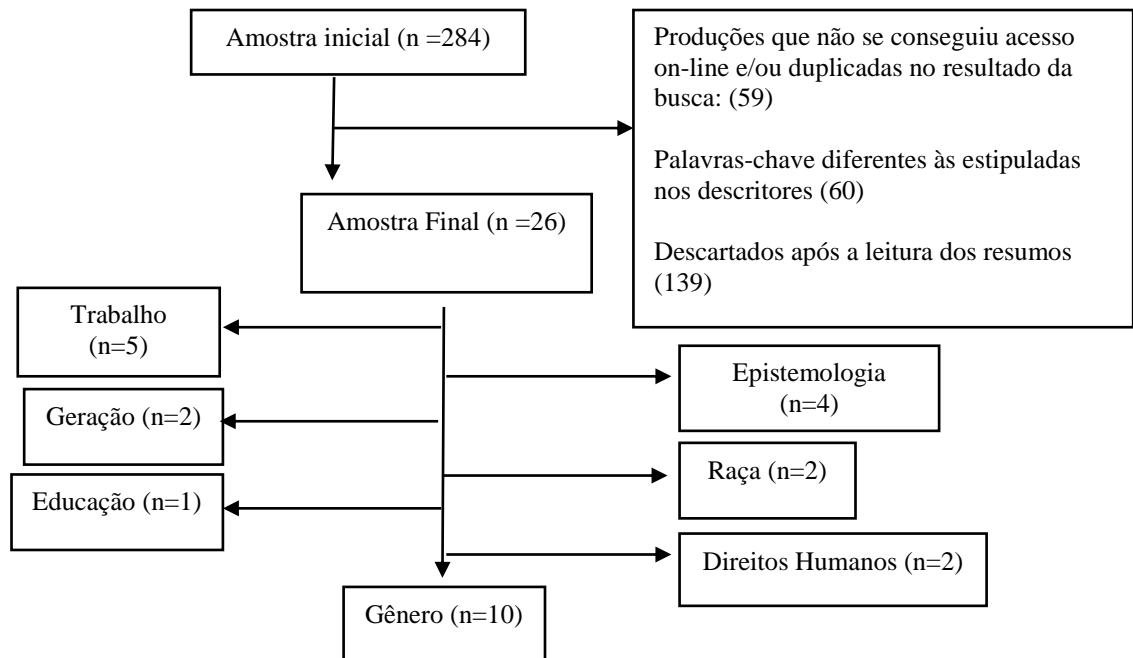 Amostra inicial (n =284)
Produções que não se conseguiu acesso
on-line e/ou duplicadas no resultado da
busca: (59)
Palavras-chave diferentes às estipuladas
nos descritores (60)
Descartados após a leitura dos resumos
(139)
Amostra Final (n =26)
Trabalho
(n=5)
Epistemologia
(n=4)
Geração (n=2)
Raça (n=2)
Educação (n=1)
Direitos Humanos (n=2)
Gênero (n=10)